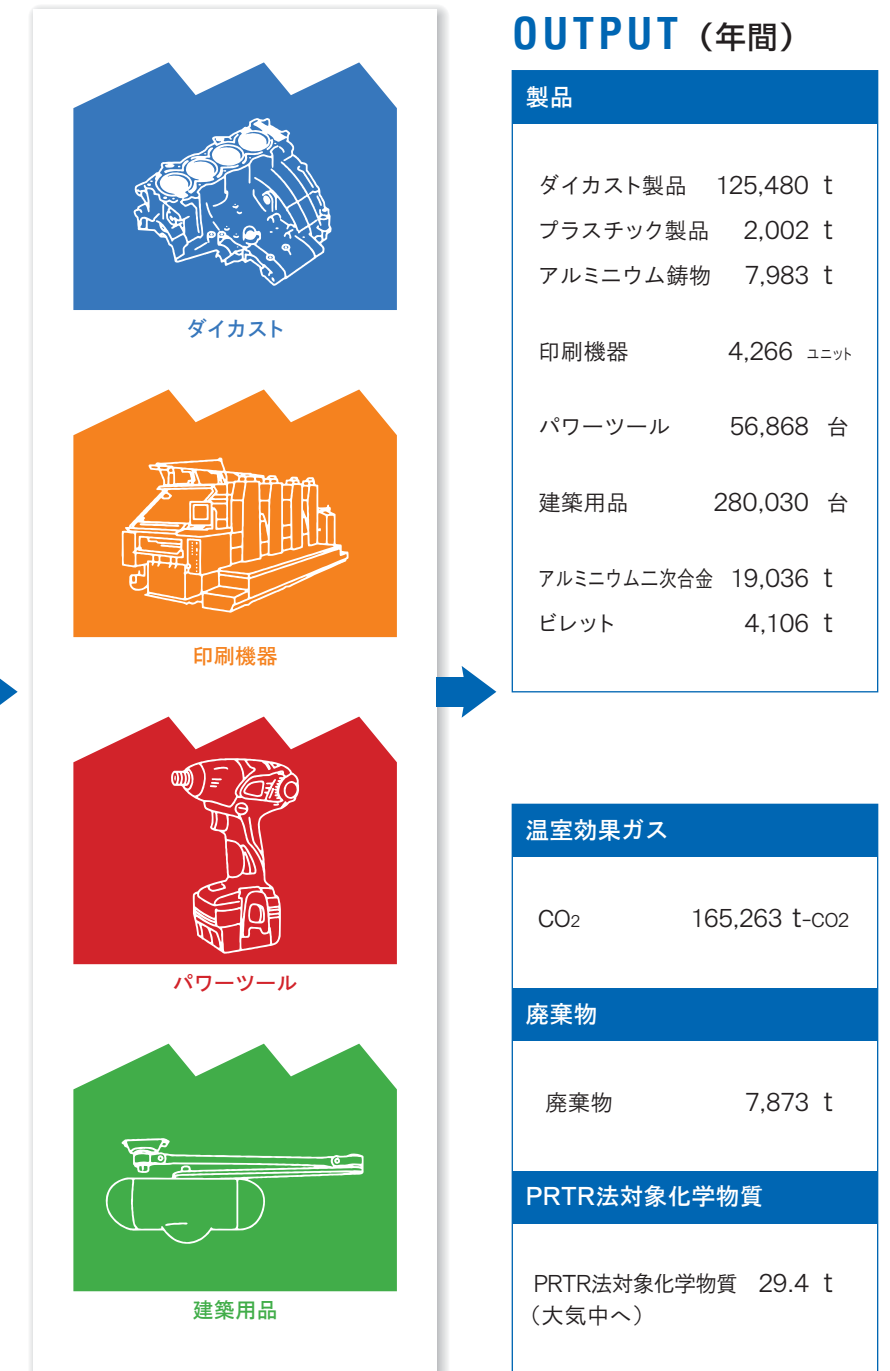 ダイカスト
印刷機器
パワーツール
建築用品
OUTPUT（年間）
製品
ダイカスト製品 125,480 t
プラスチック製品 2,002 t
アルミニウム鋳物 7,983 t
印刷機器 4,266 ユニット
パワーツール 56,868 台
建築用品 280,030 台
アルミニウム二次合金 19,036 t
ビレット 4,106 t
温室効果ガス
CO2 165,263 t-CO2
廃棄物
廃棄物 7,873 t
PRTR法対象化学物質
PRTR法対象化学物質 29.4 t
（大気中へ）